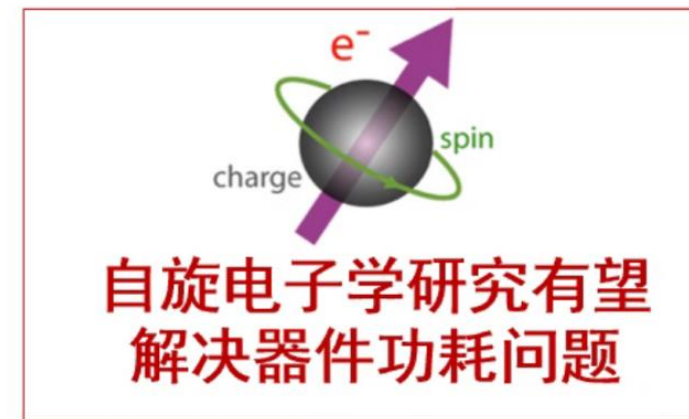 e⁻
spin
charge
自旋电子学研究有望
解决器件功耗问题